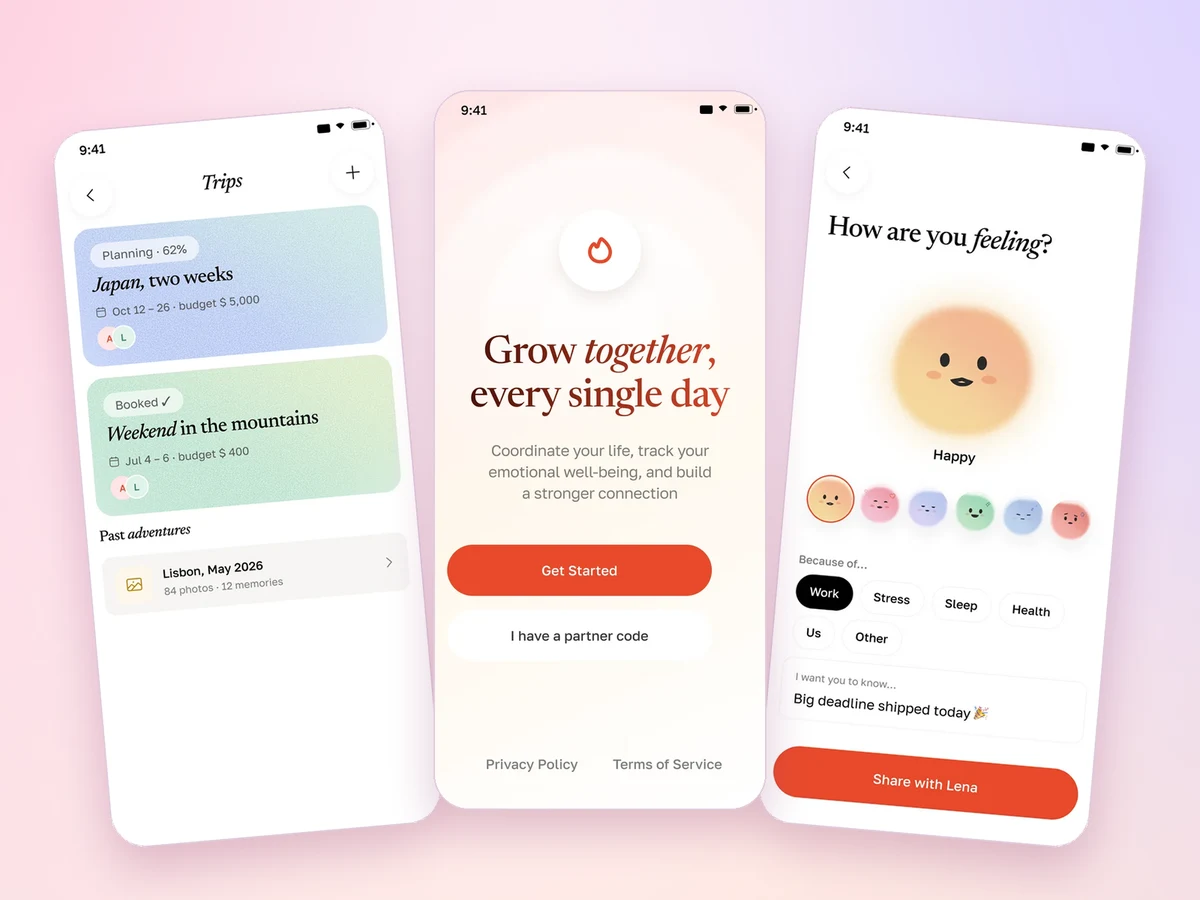 9:41
Trips
Planning · 62%
Japan, two weeks
Oct 12 – 26 · budget $ 5,000
A L
Booked ✓
Weekend in the mountains
Jul 4 – 6 · budget $ 400
A L
Past adventures
Lisbon, May 2026
84 photos · 12 memories
9:41
Grow together,
every single day
Coordinate your life, track your
emotional well-being, and build
a stronger connection
Get Started
I have a partner code
Privacy Policy Terms of Service
9:41
How are you feeling?
Happy
Because of...
Work Stress Sleep Health
Us Other
I want you to know...
Big deadline shipped today 🎉
Share with Lena